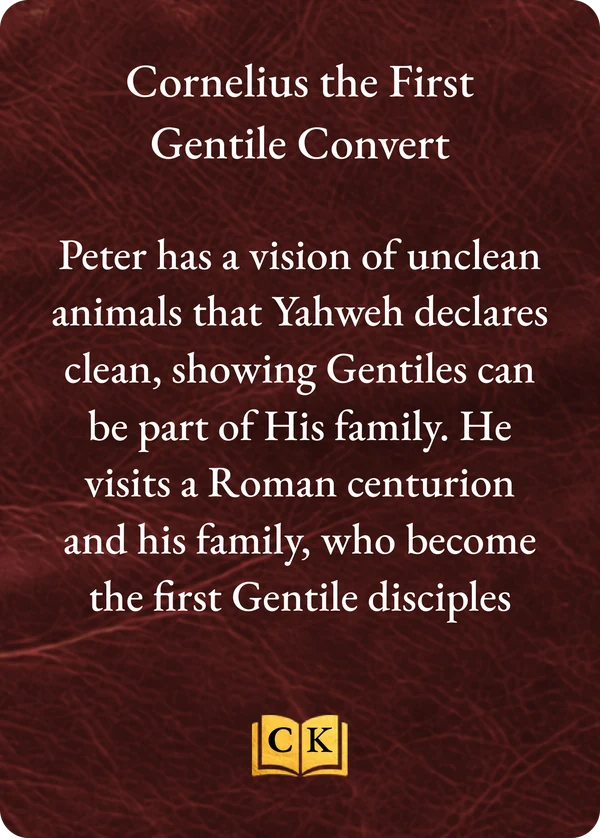 Cornelius the First
Gentile Convert
Peter has a vision of unclean
animals that Yahweh declares
clean, showing Gentiles can
be part of His family. He
visits a Roman centurion
and his family, who become
the first Gentile disciples
C K